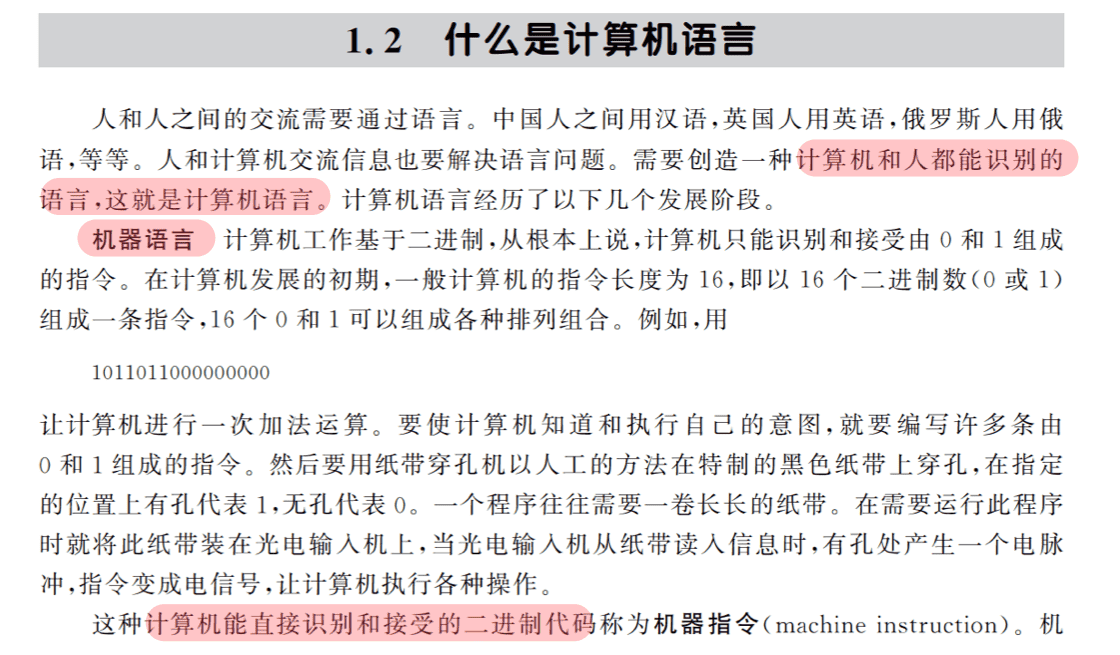 1.2 什么是计算机语言
人和人之间的交流需要通过语言。中国人之间用汉语,英国人用英语,俄罗斯人用俄
语,等等。人和计算机交流信息也要解决语言问题。需要创造一种计算机和人都能识别的
语言,这就是计算机语言。计算机语言经历了以下几个发展阶段。
机器语言 计算机工作基于二进制,从根本上说,计算机只能识别和接受由 0 和 1 组成
的指令。在计算机发展的初期,一般计算机的指令长度为 16,即以 16 个二进制数(0 或 1)
组成一条指令,16 个 0 和 1 可以组成各种排列组合。例如,用
1011011000000000
让计算机进行一次加法运算。要使计算机知道和执行自己的意图,就要编写许多条由
0 和 1 组成的指令。然后要用纸带穿孔机以人工的方法在特制的黑色纸带上穿孔,在指定
的位置上有孔代表 1,无孔代表 0。一个程序往往需要一卷长长的纸带。在需要运行此程序
时就将此纸带装在光电输入机上,当光电输入机从纸带读入信息时,有孔处产生一个电脉
冲,指令变成电信号,让计算机执行各种操作。
这种计算机能直接识别和接受的二进制代码称为机器指令(machine instruction)。机